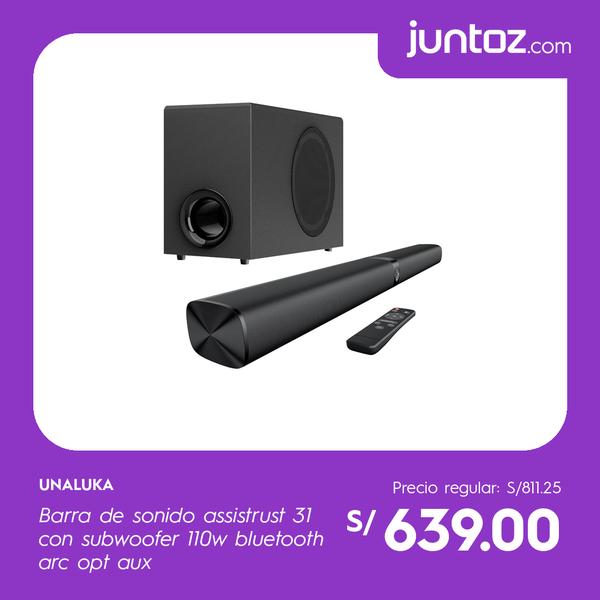 juntoz.com
UNALUKA
Barra de sonido assistrust 31
con subwoofer 110w bluetooth
arc opt aux
Precio regular: S/811.25
S/ 639.00